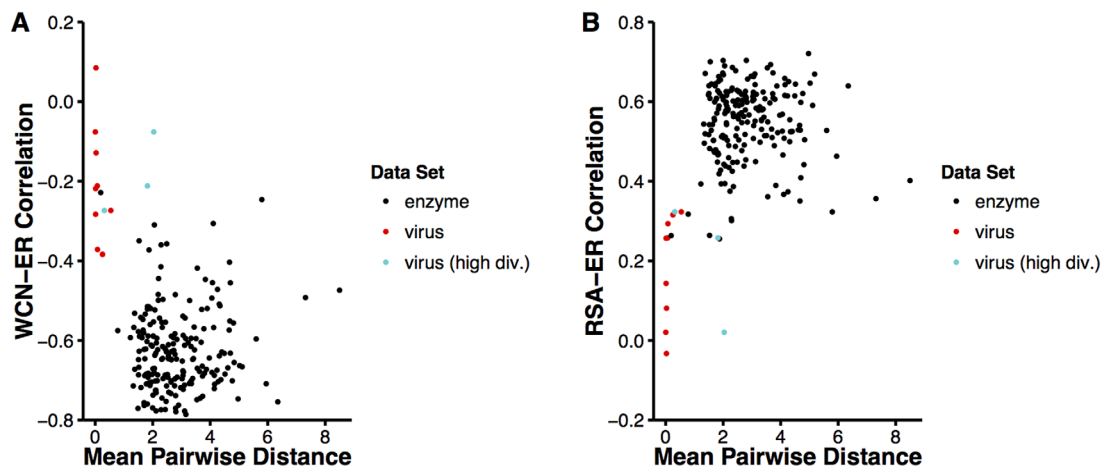 A
WCN−ER Correlation
0.2
0.0
−0.2
−0.4
−0.6
−0.8
0 2 4 6 8
Mean Pairwise Distance
Data Set
enzyme
virus
virus (high div.)
B
RSA−ER Correlation
0.8
0.6
0.4
0.2
0.0
−0.2
0 2 4 6 8
Mean Pairwise Distance
Data Set
enzyme
virus
virus (high div.)